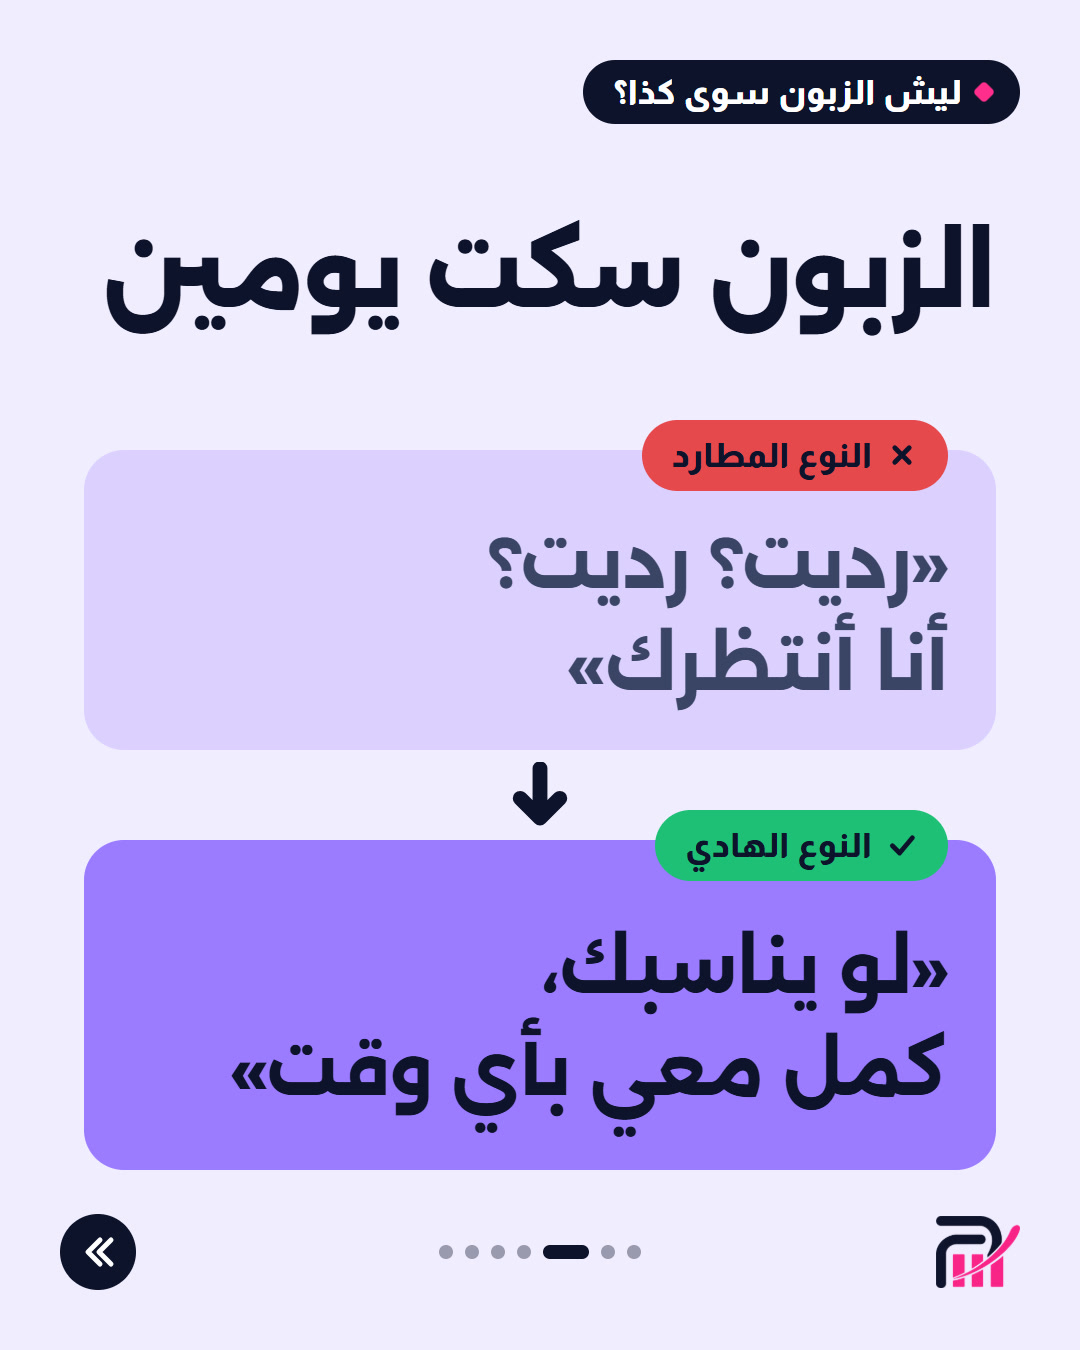 ليش الزبون سوى كذا؟
الزبون سكت يومين
النوع المطارد
«رديت؟ رديت؟
أنا أنتظرك»
النوع الهادي
«لو يناسبك،
كمل معي بأي وقت»